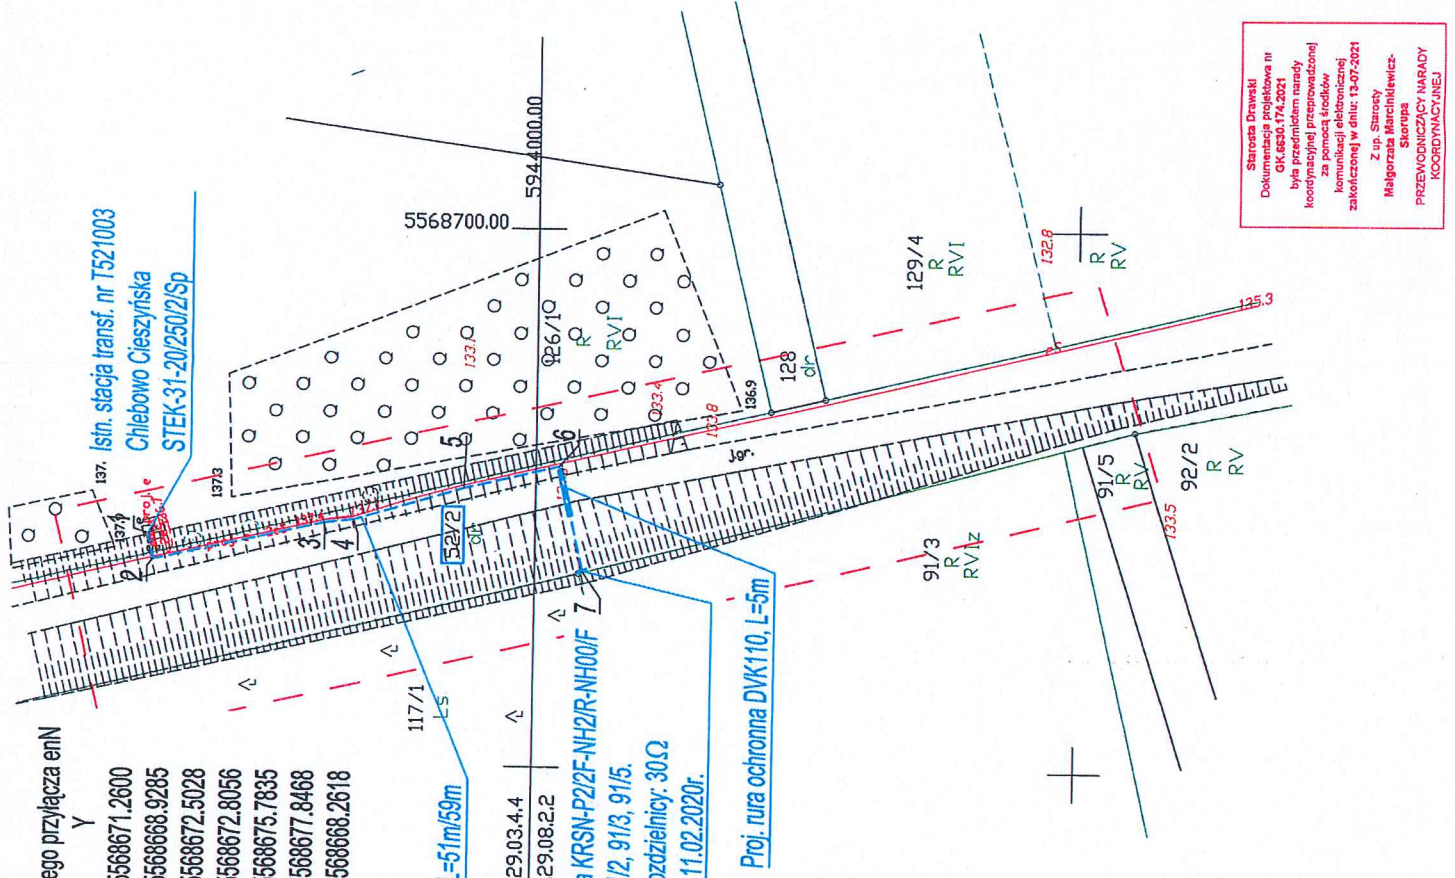 Istn. stacja transf. nr T521003
Chlebowo Cieszyńska
STEK-31-20/250/2/Sp
137.
137.3
5944000.00
5568700.00
126/1
R
RVI
133.4
133.8
136.9
128
dr
129/4
R
RVI
132.8
R
RV
135.3
2
3
4
5
6
7
52/2
dr
j.gr.
117/1
Ls
91/3
R
RVIz
91/5
R
RV
92/2
R
RV
133.5
ego przyłącza enN
Y
5568671.2600
5568668.9285
5568672.5028
5568672.8056
5568675.7835
5568677.8468
5568668.2618
L=51m/59m
29.03.4.4
29.08.2.2
a KRSN-P2/2F-NH2/R-NH00/F
/2, 91/3, 91/5.
ozdzielnicy: 30Ω
11.02.2020r.
Proj. rura ochronna DVK110, L=5m
Starosta Drawski
Dokumentacja projektowa nr
GK.6630.174.2021
była przedmiotem narady
koordynacyjnej przeprowadzonej
za pomocą środków
komunikacji elektronicznej
zakończonej w dniu: 13-07-2021
Z up. Starosty
Małgorzata Marcinkiewicz-
Skorupa
PRZEWODNICZĄCY NARADY
KOORDYNACYJNEJ